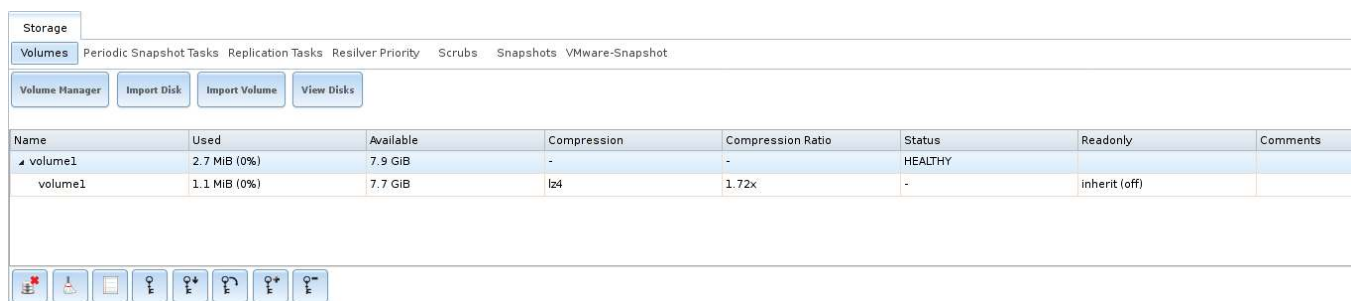 Storage
Volumes Periodic Snapshot Tasks Replication Tasks Resilver Priority Scrubs Snapshots VMware-Snapshot
Volume Manager Import Disk Import Volume View Disks
Name Used Available Compression Compression Ratio Status Readonly Comments
volume1 2.7 MiB (0%) 7.9 GiB - - HEALTHY
volume1 1.1 MiB (0%) 7.7 GiB lz4 1.72x - inherit (off)